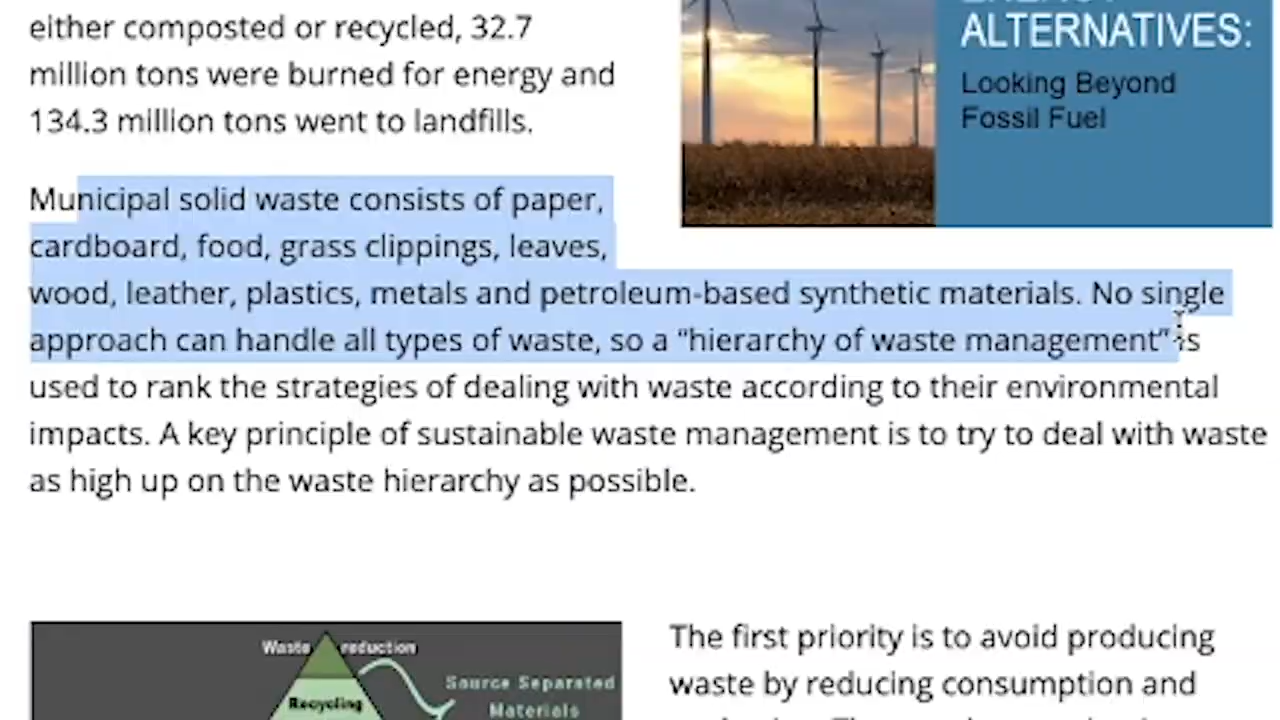 either composted or recycled, 32.7
million tons were burned for energy and
134.3 million tons went to landfills.
ALTERNATIVES:
Looking Beyond
Fossil Fuel
Municipal solid waste consists of paper,
cardboard, food, grass clippings, leaves,
wood, leather, plastics, metals and petroleum-based synthetic materials. No single
approach can handle all types of waste, so a “hierarchy of waste management” is
used to rank the strategies of dealing with waste according to their environmental
impacts. A key principle of sustainable waste management is to try to deal with waste
as high up on the waste hierarchy as possible.
Waste reduction
Recycling
Source Separated
Materials
The first priority is to avoid producing
waste by reducing consumption and